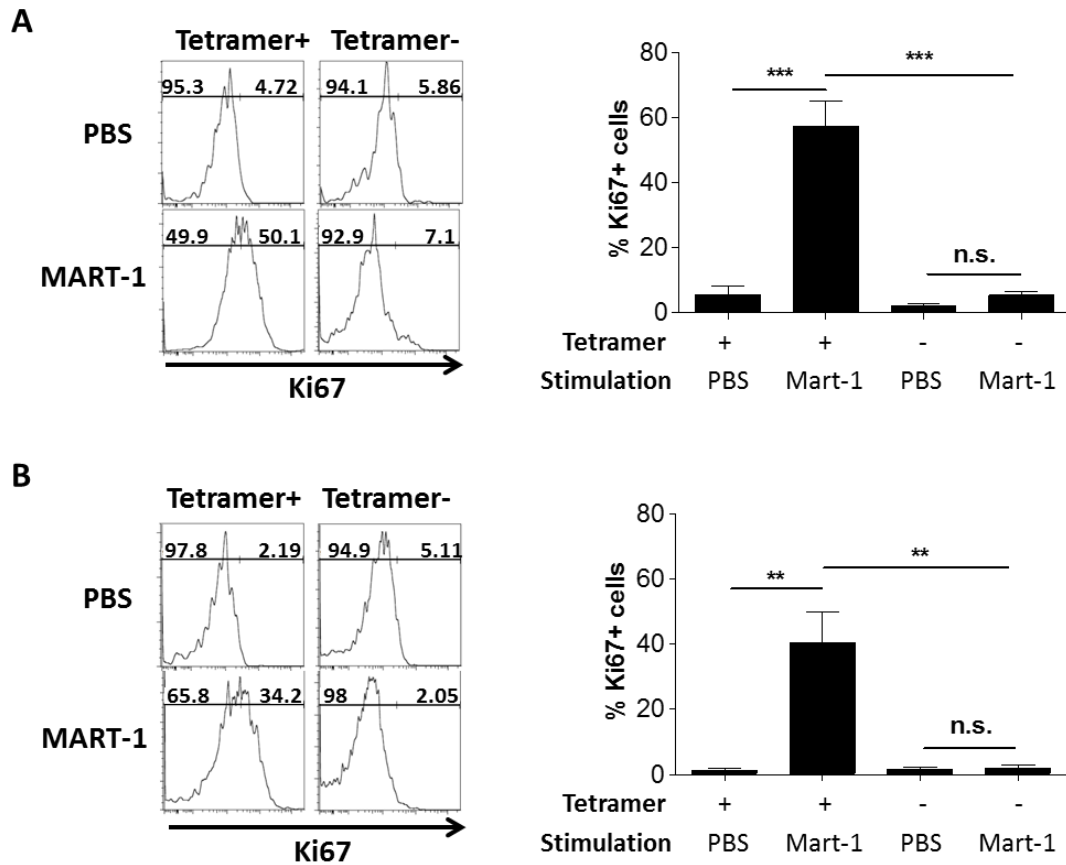 A
Tetramer+ Tetramer-
PBS
95.3 4.72 94.1 5.86
MART-1
49.9 50.1 92.9 7.1
Ki67
% Ki67+ cells
80
60
40
20
0
*** ***
n.s.
Tetramer + + - -
Stimulation PBS Mart-1 PBS Mart-1
B
Tetramer+ Tetramer-
PBS
97.8 2.19 94.9 5.11
MART-1
65.8 34.2 98 2.05
Ki67
% Ki67+ cells
80
60
40
20
0
** **
n.s.
Tetramer + + - -
Stimulation PBS Mart-1 PBS Mart-1